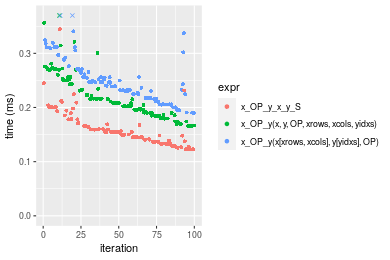 0.3
0.2
0.1
0.0
time (ms)
0
25
50
75
100
iteration
expr
x_OP_y_x_y_S
x_OP_y(x, y, OP, xrows, xcols, yidxs)
x_OP_y(x[xrows, xcols], y[yidxs], OP)